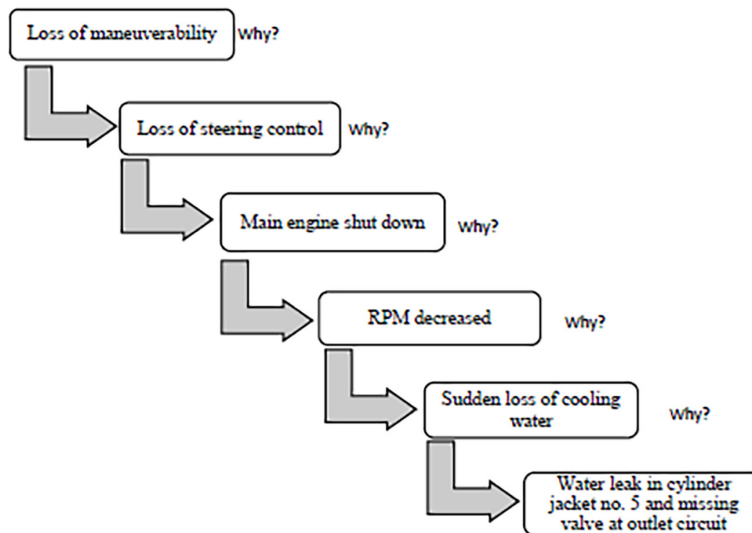 Loss of maneuverability Why?
Loss of steering control Why?
Main engine shut down Why?
RPM decreased Why?
Sudden loss of cooling
water Why?
Water leak in cylinder
jacket no. 5 and missing
valve at outlet circuit